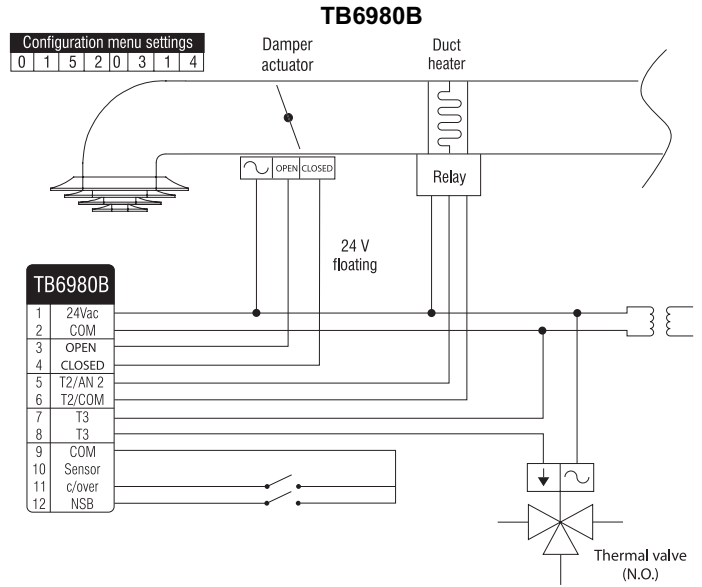 TB6980B
Configuration menu settings
0 1 5 2 0 3 1 4
Damper
actuator
Duct
heater
OPEN CLOSED
Relay
24 V
floating
TB6980B
1 24Vac
2 COM
3 OPEN
4 CLOSED
5 T2/AN 2
6 T2/COM
7 T3
8 T3
9 COM
10 Sensor
11 c/over
12 NSB
Thermal valve
(N.O.)